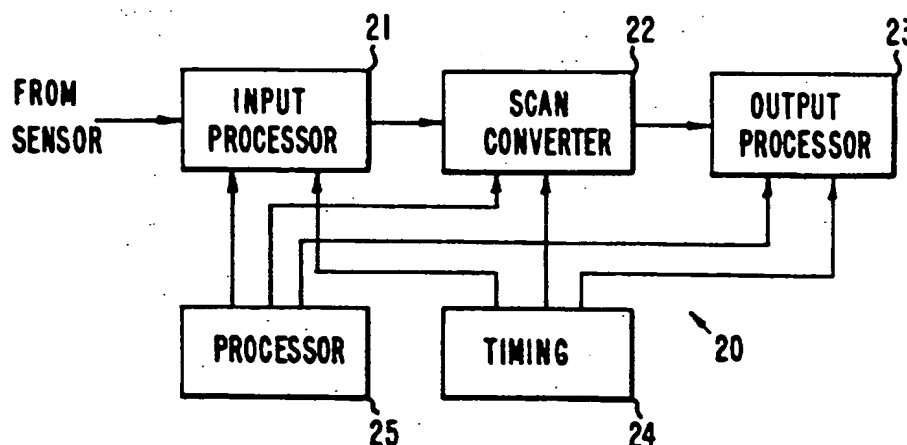 21
22
23
FROM
SENSOR
INPUT
PROCESSOR
SCAN
CONVERTER
OUTPUT
PROCESSOR
PROCESSOR
TIMING
20
25
24